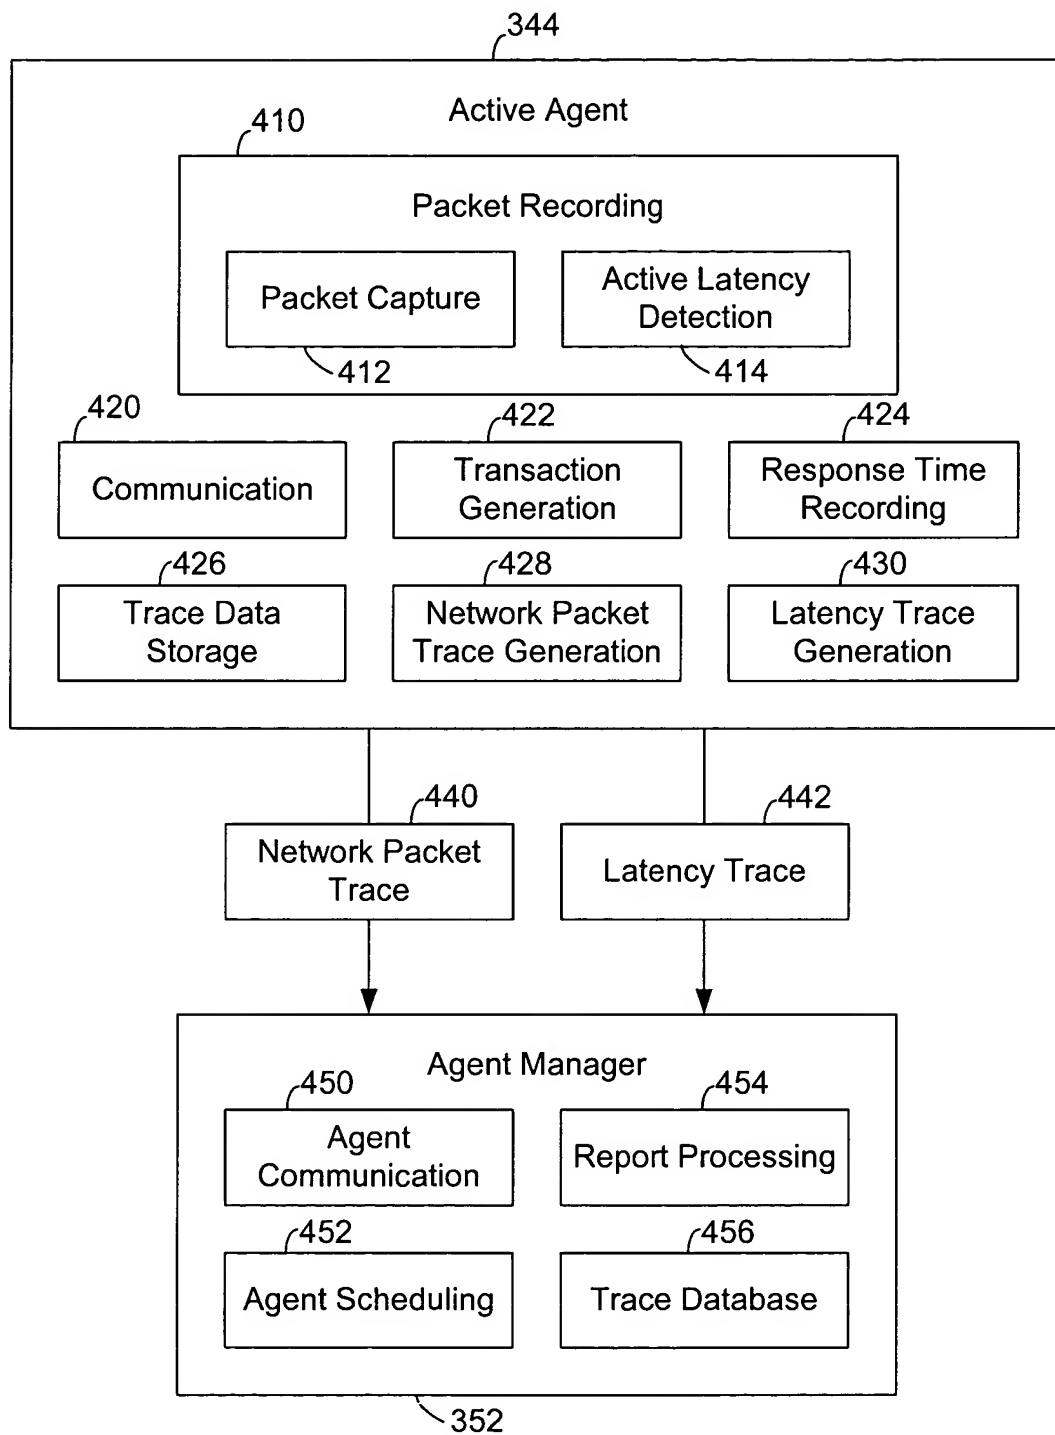 344
Active Agent
410
Packet Recording
Packet Capture
Active Latency
Detection
412
414
420
422
424
Communication
Transaction
Generation
Response Time
Recording
426
428
430
Trace Data
Storage
Network Packet
Trace Generation
Latency Trace
Generation
440
442
Network Packet
Trace
Latency Trace
Agent Manager
450
454
Agent
Communication
Report Processing
452
456
Agent Scheduling
Trace Database
352